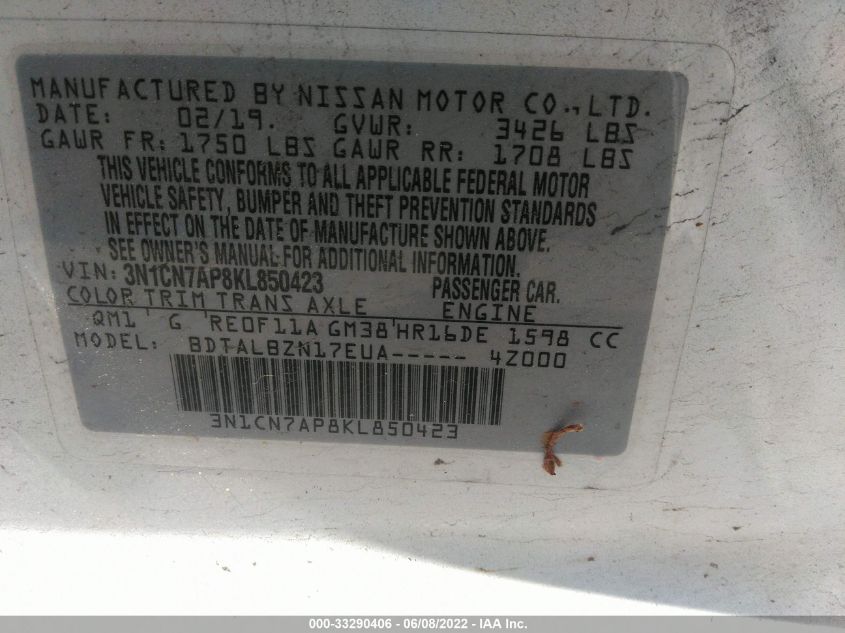 MANUFACTURED BY NISSAN MOTOR CO., LTD.
DATE: 02/19. GVWR: 3426 LBS
GAWR FR: 1750 LBS GAWR RR: 1708 LBS
THIS VEHICLE CONFORMS TO ALL APPLICABLE FEDERAL MOTOR
VEHICLE SAFETY, BUMPER AND THEFT PREVENTION STANDARDS
IN EFFECT ON THE DATE OF MANUFACTURE SHOWN ABOVE.
SEE OWNER'S MANUAL FOR ADDITIONAL INFORMATION.
VIN: 3N1CN7AP8KL850423 PASSENGER CAR.
COLOR TRIM TRANS AXLE ENGINE
QM1 G RE0F11A GM38 HR16DE 1598 CC
MODEL: BDTALBZN17EUA----- 4Z000
3N1CN7AP8KL850423
000-33290406 - 06/08/2022 - IAA Inc.